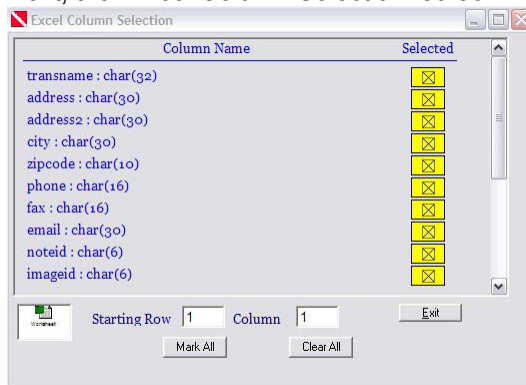 Excel Column Selection
Column Name Selected
transname : char(32)
address : char(30)
address2 : char(30)
city : char(30)
zipcode : char(10)
phone : char(16)
fax : char(16)
email : char(30)
noteid : char(6)
imageid : char(6)
Worksheet
Starting Row 1 Column 1 Exit
Mark All Clear All